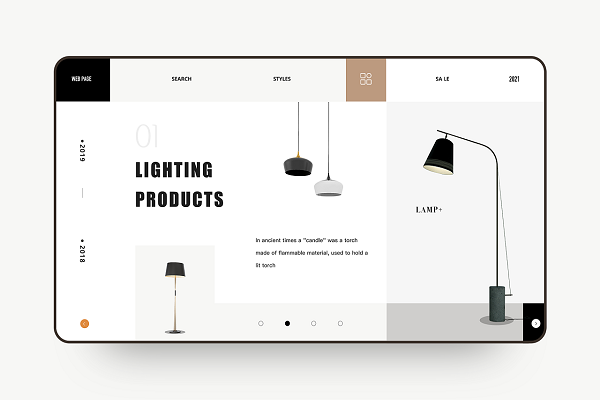 WEB PAGE
SEARCH
STYLES
SA LE
2021
01
LIGHTING
PRODUCTS
2019
2018
In ancient times a "candle" was a torch
made of flammable material, used to hold a
lit torch
LAMP+